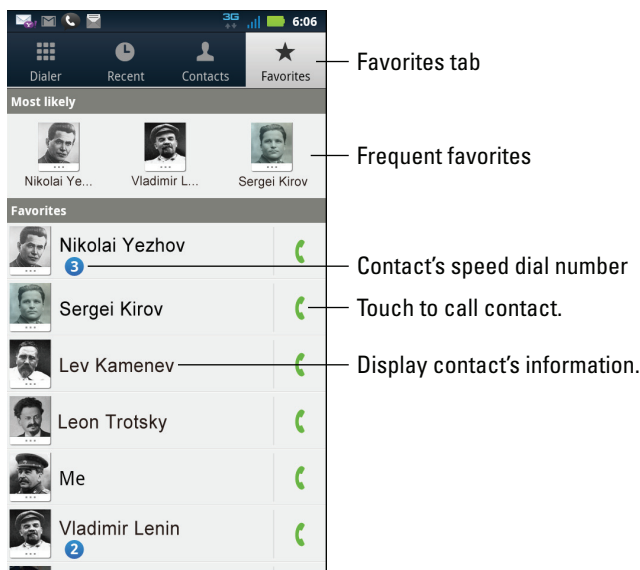 3G 6:06
Dialer Recent Contacts Favorites
Favorites tab
Most likely
Nikolai Ye... Vladimir L... Sergei Kirov
Frequent favorites
Favorites
Nikolai Yezhov
3
Contact's speed dial number
Sergei Kirov
Touch to call contact.
Lev Kamenev
Display contact's information.
Leon Trotsky
Me
Vladimir Lenin
2